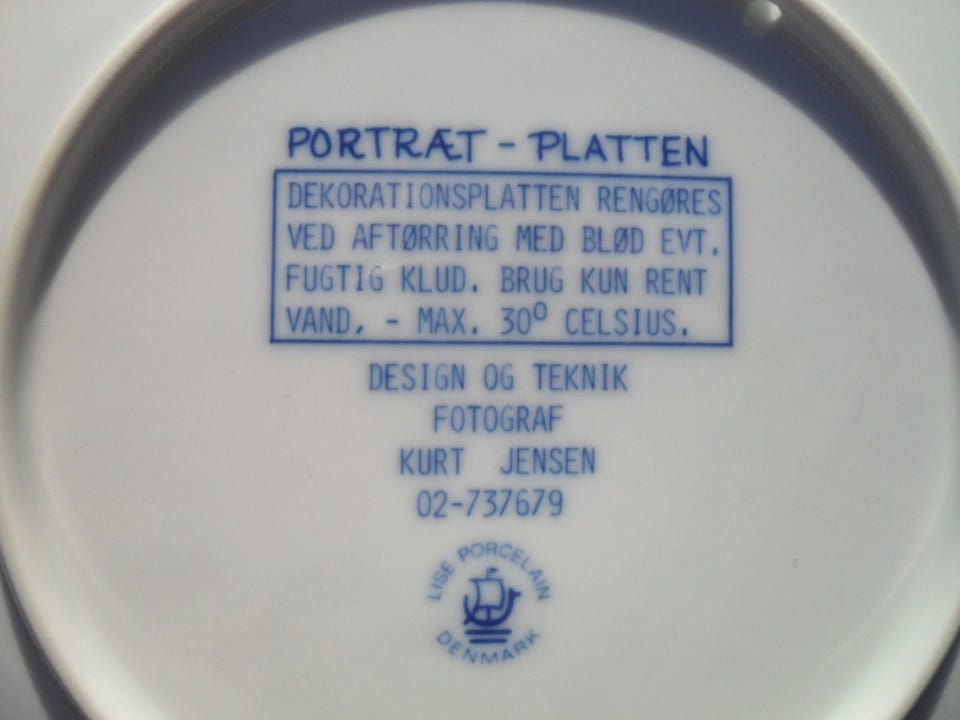 PORTRÆT - PLATTEN
DEKORATIONSPLATTEN RENGØRES
VED AFTØRRING MED BLØD EVT.
FUGTIG KLUD. BRUG KUN RENT
VAND. - MAX. 30° CELSIUS.
DESIGN OG TEKNIK
FOTOGRAF
KURT JENSEN
02-737679
LISE PORCELAIN
DENMARK